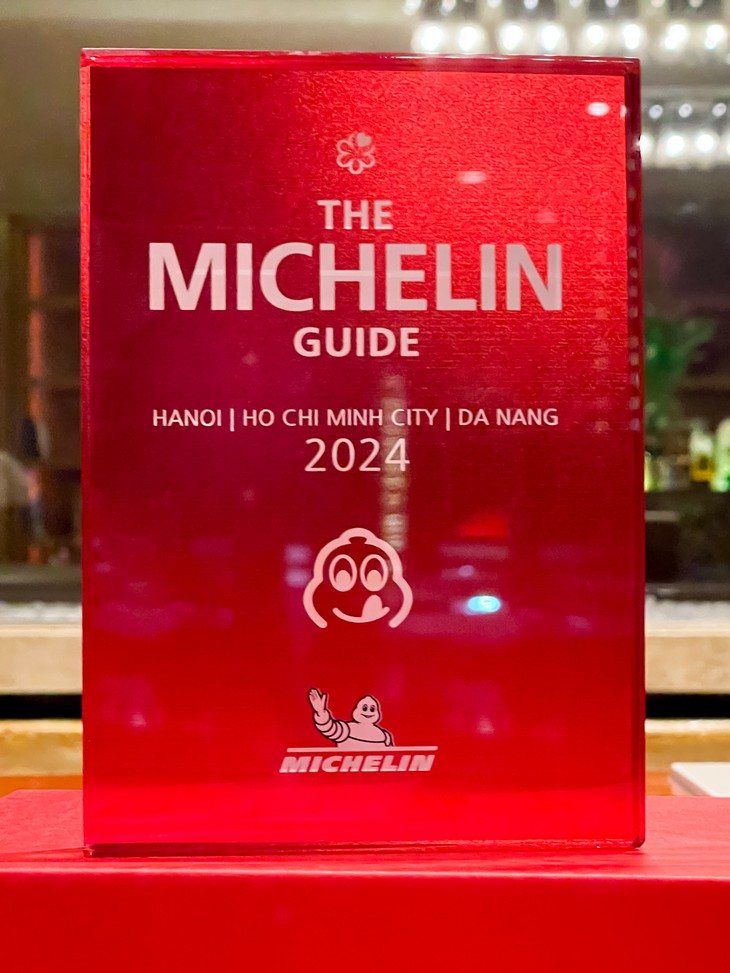 THE
MICHELIN
GUIDE
HANOI | HO CHI MINH CITY | DA NANG
2024
MICHELIN